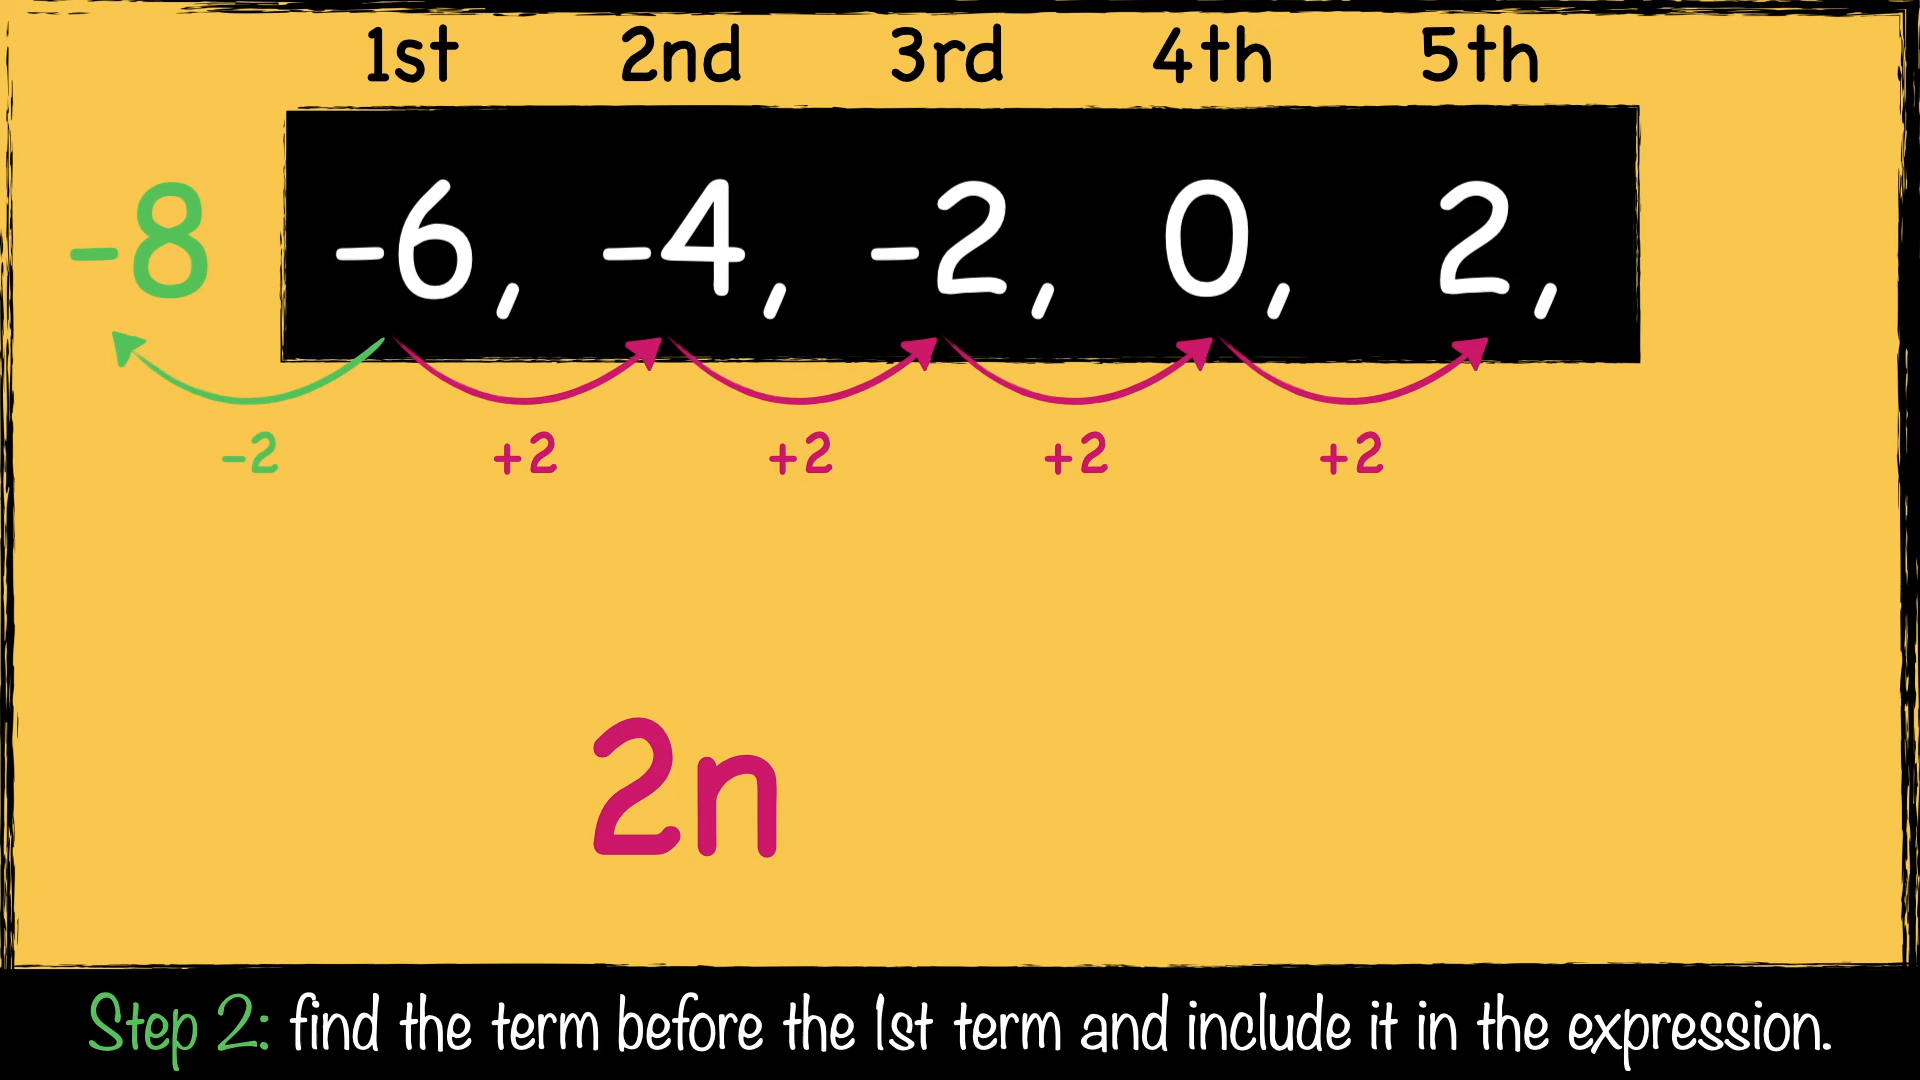 1st 2nd 3rd 4th 5th
-8 -6, -4, -2, 0, 2,
-2 +2 +2 +2 +2
2n
Step 2: find the term before the 1st term and include it in the expression.